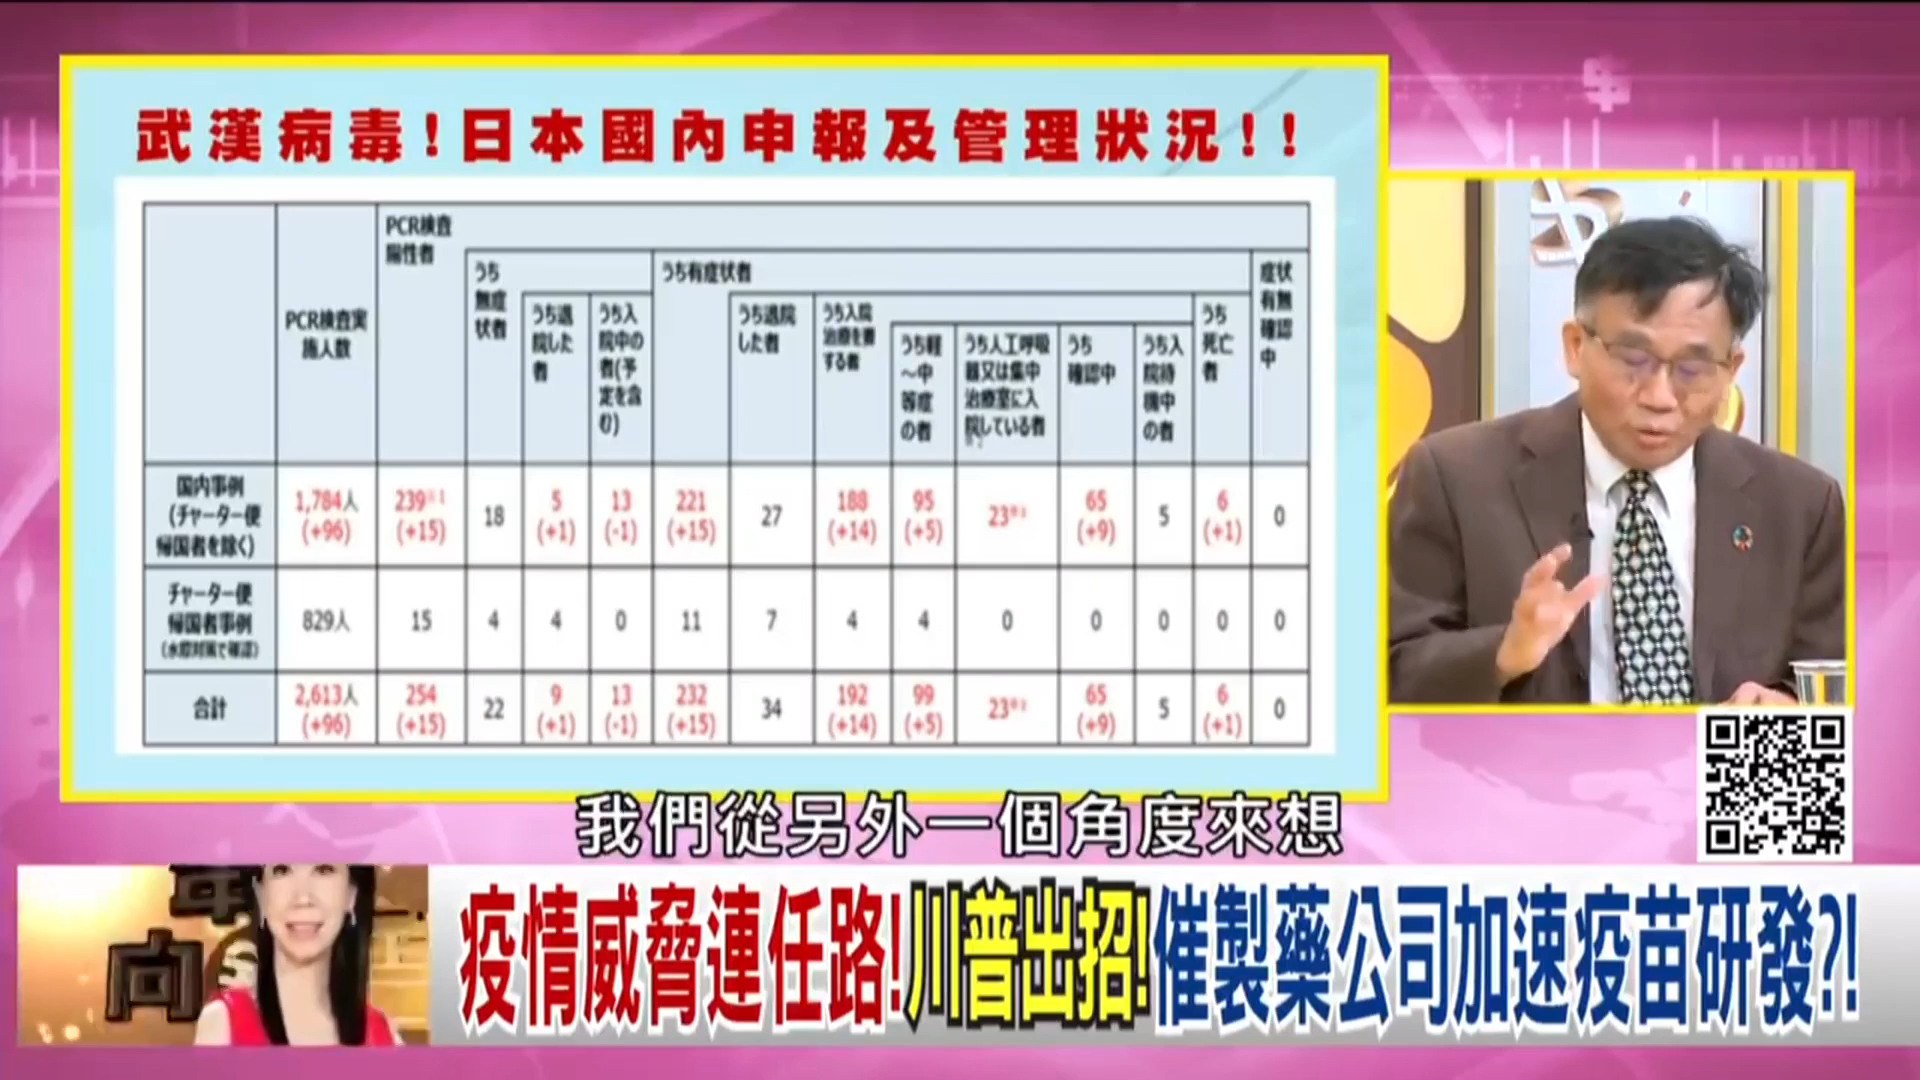 武漢病毒!日本國內申報及管理狀況!!
PCR検査実
施人数
PCR検査
陽性者
うち
無症
状者
うち退
院した
者
うち入
院中の
者(予
定を含
む)
うち有症状者
うち退院
した者
うち入院
治療を要
する者
うち軽
~中
等症
の者
うち人工呼吸
器又は集中
治療室に入
院している者
うち
確認中
うち入
院待
機中
の者
うち
死亡
者
症状
有無
確認
中
国内事例
(チャーター便
帰国者を除く)
1,784人
(+96)
239※1
(+15)
18
5
(+1)
13
(-1)
221
(+15)
27
188
(+14)
95
(+5)
23※2
65
(+9)
5
6
(+1)
0
チャーター便
帰国者事例
(水際対策で確認)
829人
15
4
4
0
11
7
4
4
0
0
0
0
0
合計
2,613人
(+96)
254
(+15)
22
9
(+1)
13
(-1)
232
(+15)
34
192
(+14)
99
(+5)
23※2
65
(+9)
5
6
(+1)
0
我們從另外一個角度來想
向
疫情威脅連任路!川普出招!催製藥公司加速疫苗研發?!